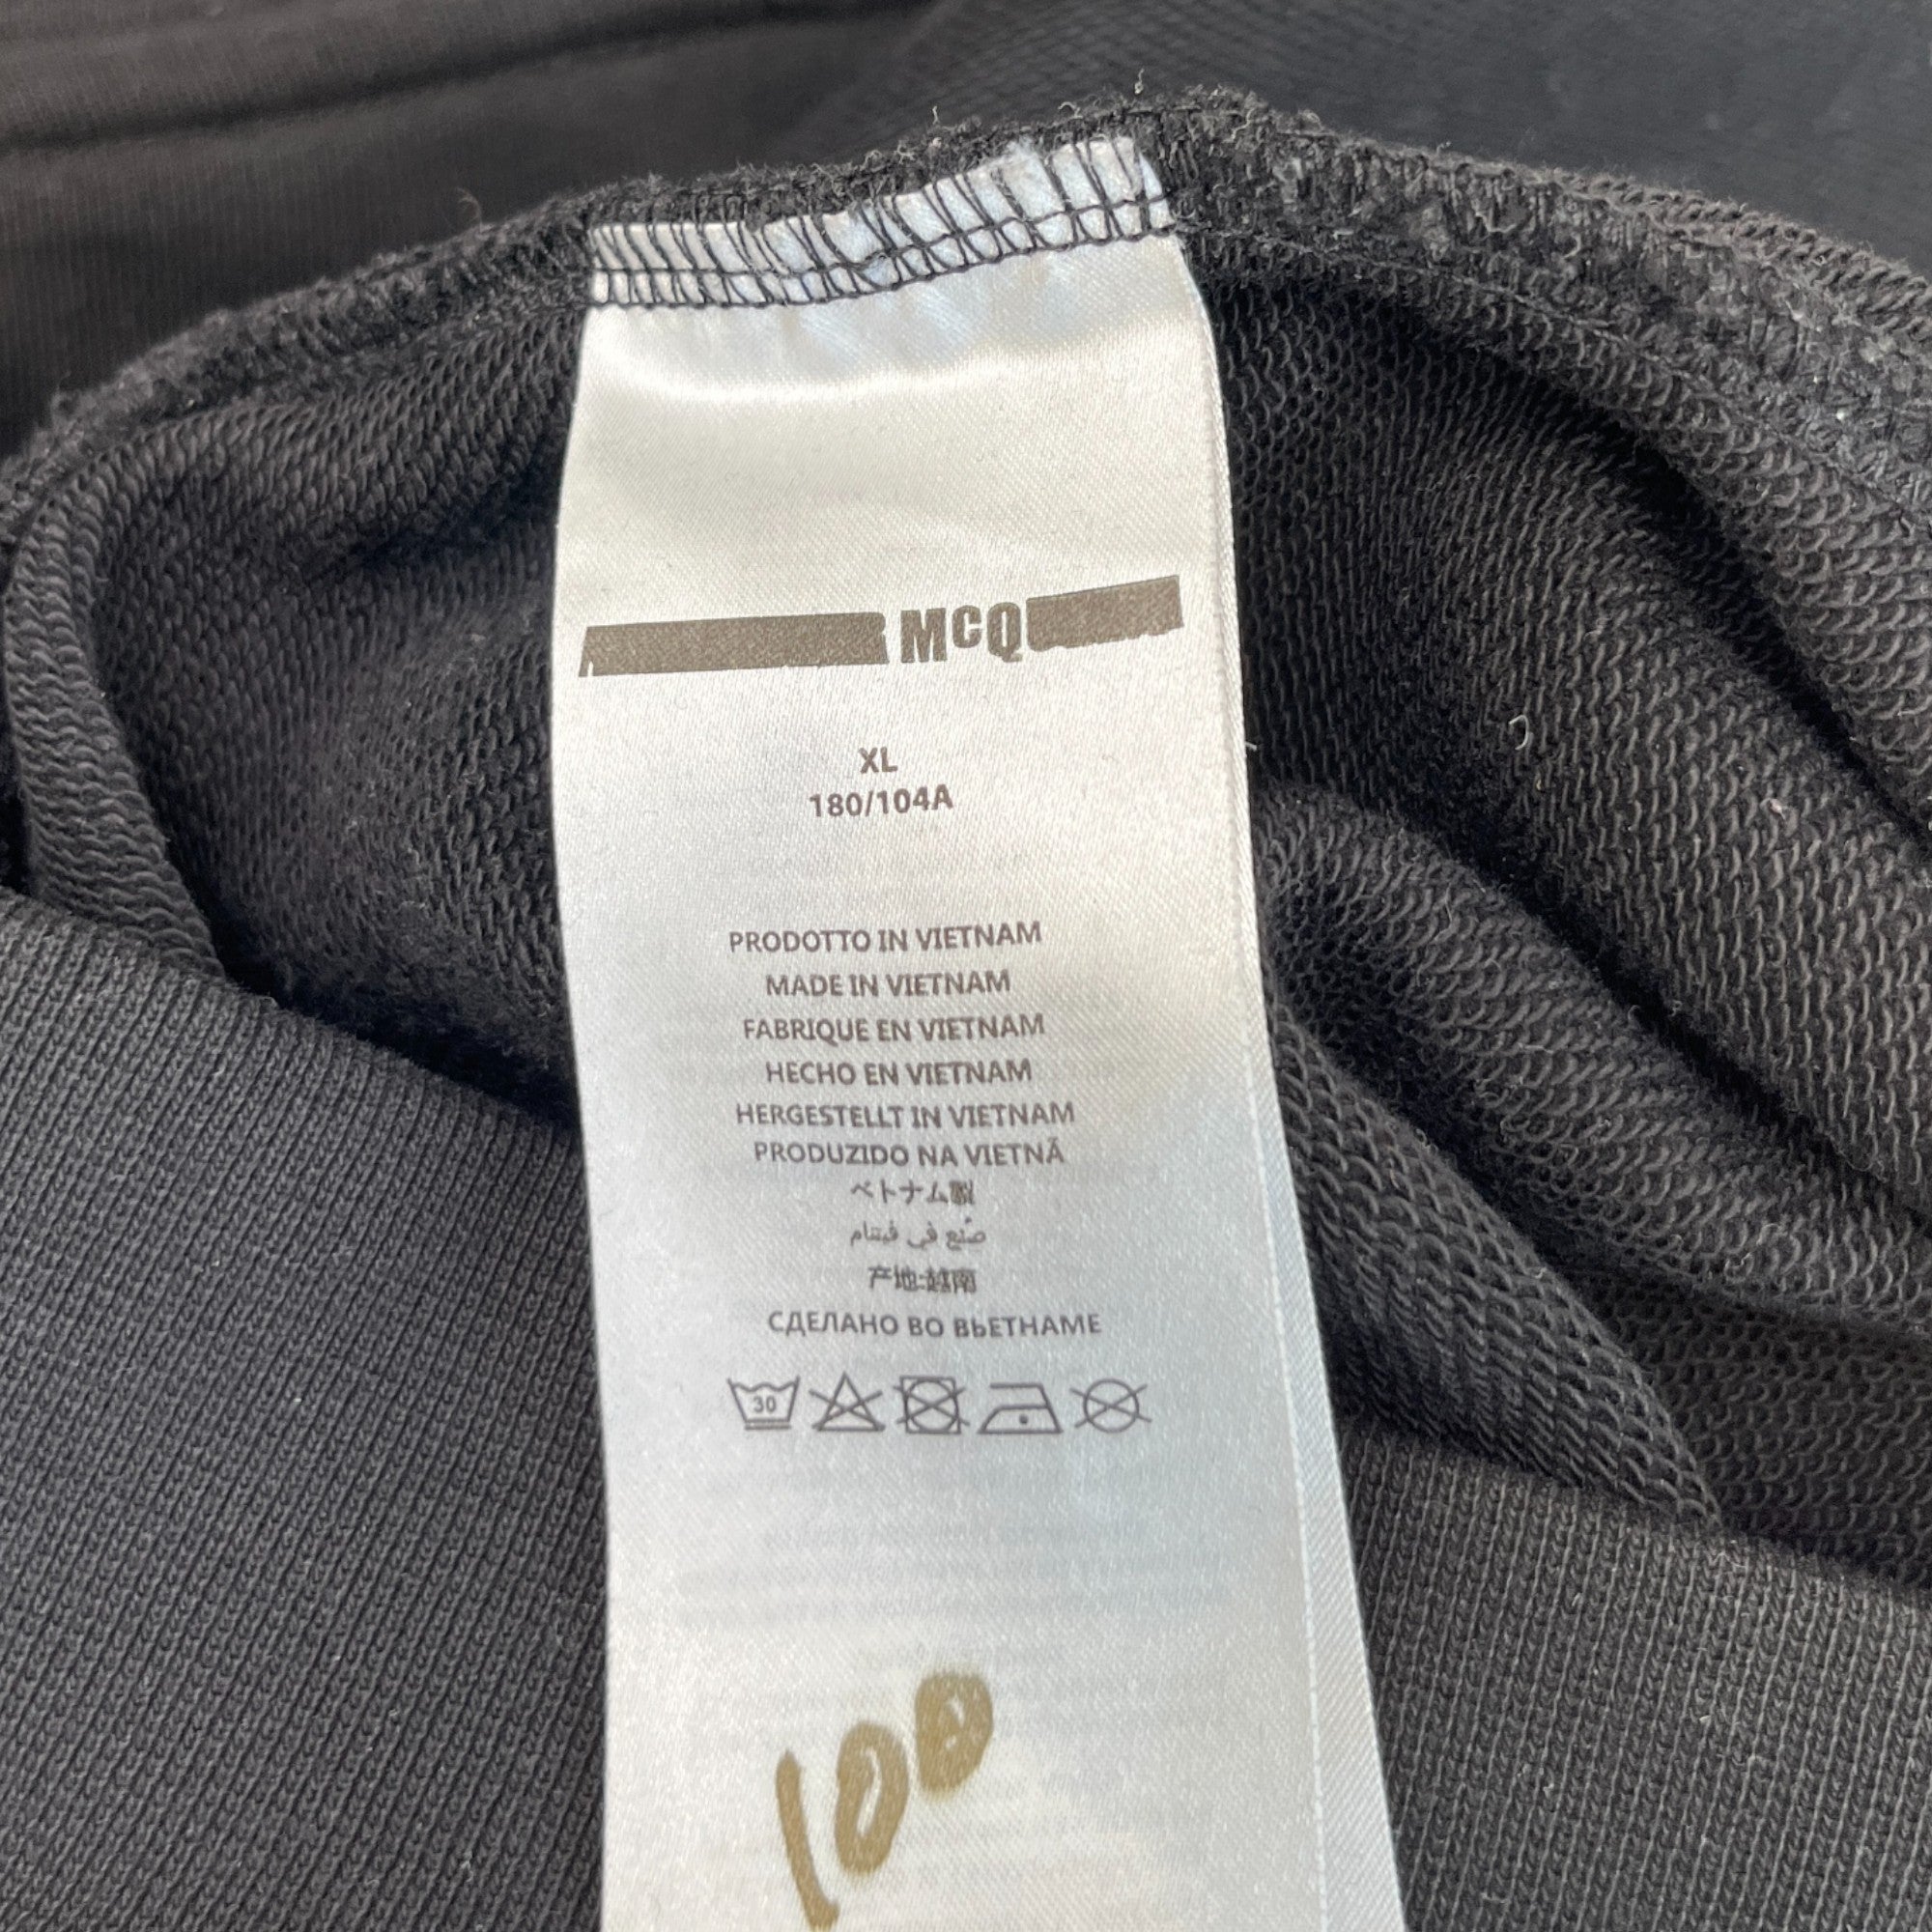 McQ
XL
180/104A
PRODOTTO IN VIETNAM
MADE IN VIETNAM
FABRIQUE EN VIETNAM
HECHO EN VIETNAM
HERGESTELLT IN VIETNAM
PRODUZIDO NA VIETNÃ
ベトナム製
صنع في فيتنام
产地:越南
СДЕЛАНО ВО ВЬЕТНАМЕ
30
100